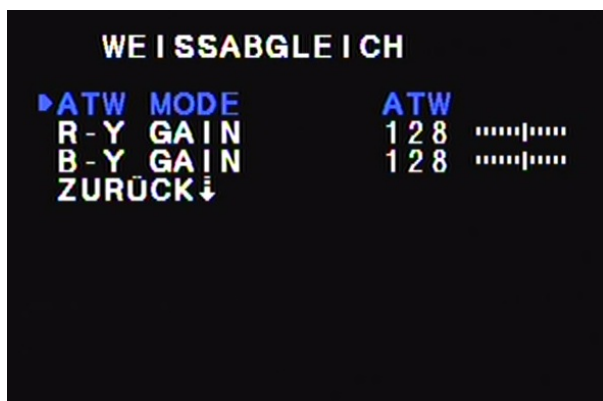 WEISSABGLEICH
ATW MODE ATW
R-Y GAIN 128
B-Y GAIN 128
ZURÜCK